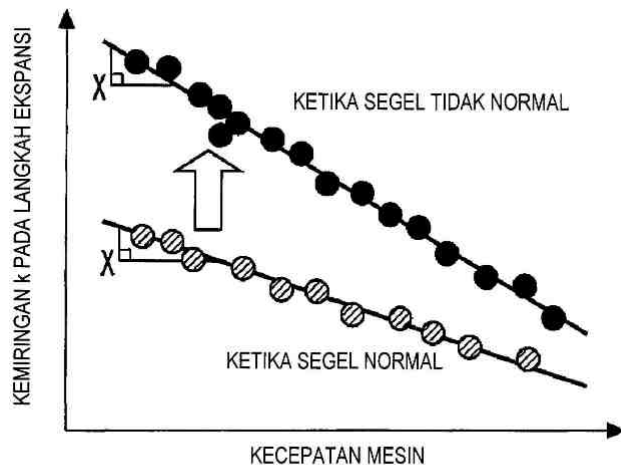 KEMIRINGAN k PADA LANGKAH EKSPANSI
X
KETIKA SEGEL TIDAK NORMAL
X
KETIKA SEGEL NORMAL
KECEPATAN MESIN